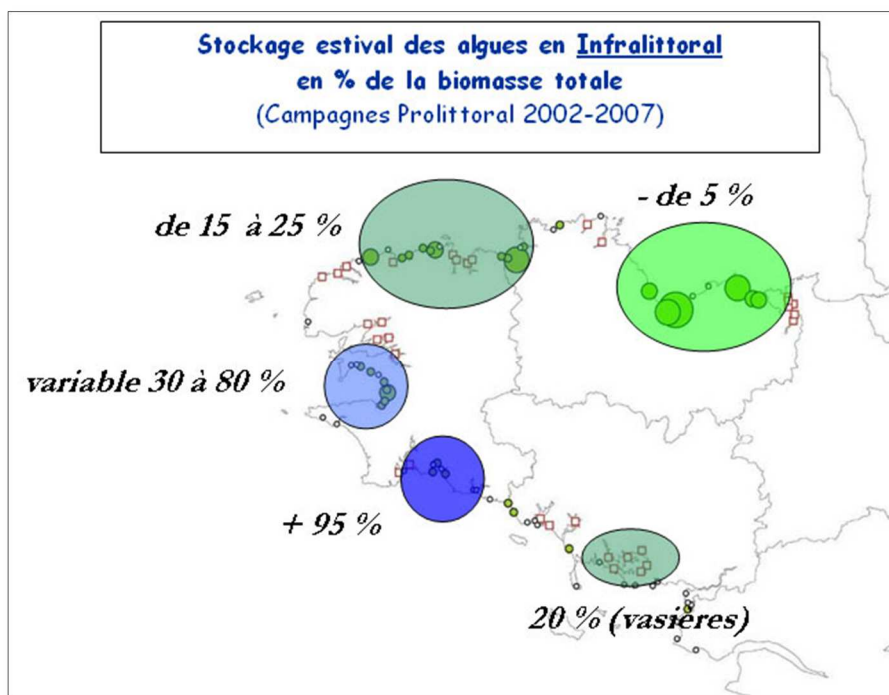 Stockage estival des algues en Infralittoral
en % de la biomasse totale
(Campagnes Prolittoral 2002-2007)
de 15 à 25 %
- de 5 %
variable 30 à 80 %
+ 95 %
20 % (vasières)